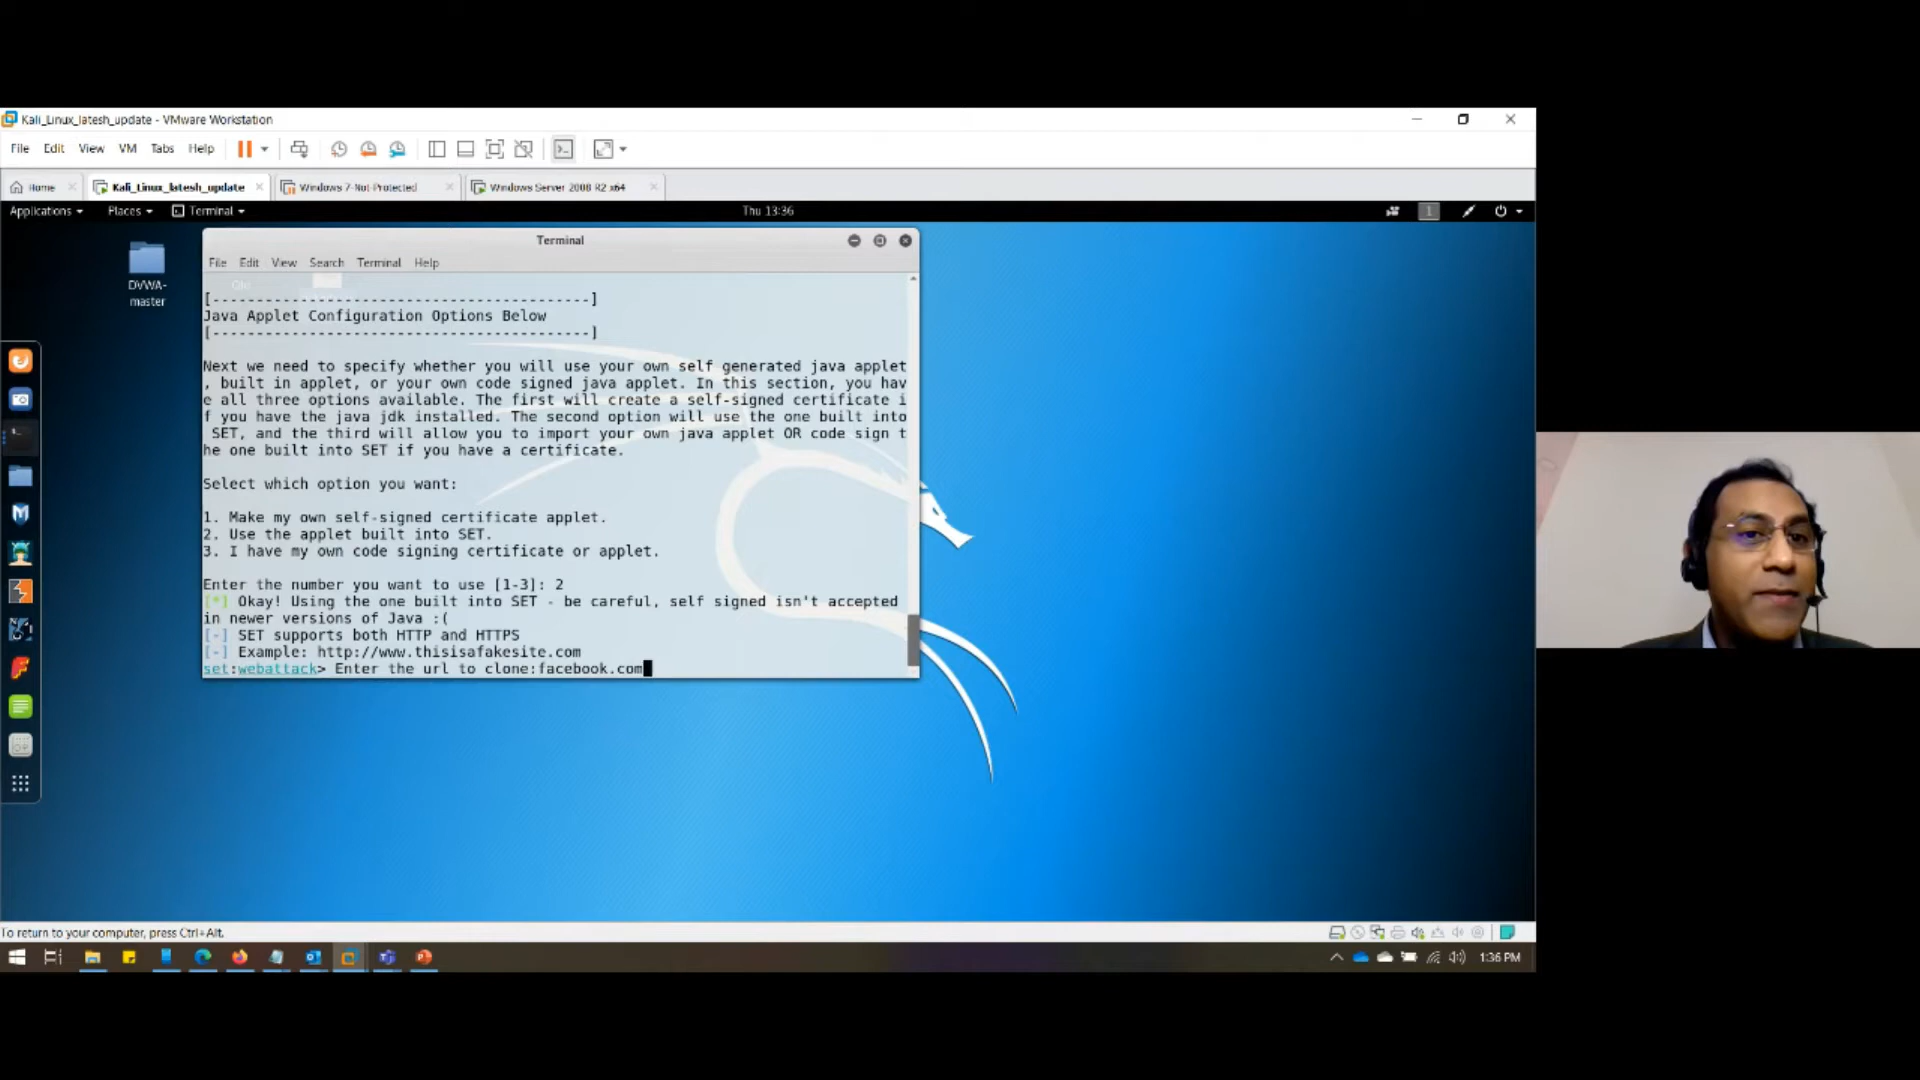 Kali_Linux_latesh_update - VMware Workstation
File Edit View VM Tabs Help
Home Kali_Linux_latesh_update Windows 7-Not-Protected Windows Server 2008 R2 x64
Applications Places Terminal Thu 13:36 1
DVWA-
master
Terminal
File Edit View Search Terminal Help
[-------------------------------------------]
Java Applet Configuration Options Below
[-------------------------------------------]
Next we need to specify whether you will use your own self generated java applet
, built in applet, or your own code signed java applet. In this section, you hav
e all three options available. The first will create a self-signed certificate i
f you have the java jdk installed. The second option will use the one built into
SET, and the third will allow you to import your own java applet OR code sign t
he one built into SET if you have a certificate.
Select which option you want:
1. Make my own self-signed certificate applet.
2. Use the applet built into SET.
3. I have my own code signing certificate or applet.
Enter the number you want to use [1-3]: 2
[*] Okay! Using the one built into SET - be careful, self signed isn't accepted
in newer versions of Java :(
[-] SET supports both HTTP and HTTPS
[-] Example: http://www.thisisafakesite.com
set:webattack> Enter the url to clone:facebook.com
To return to your computer, press Ctrl+Alt.
1:36 PM